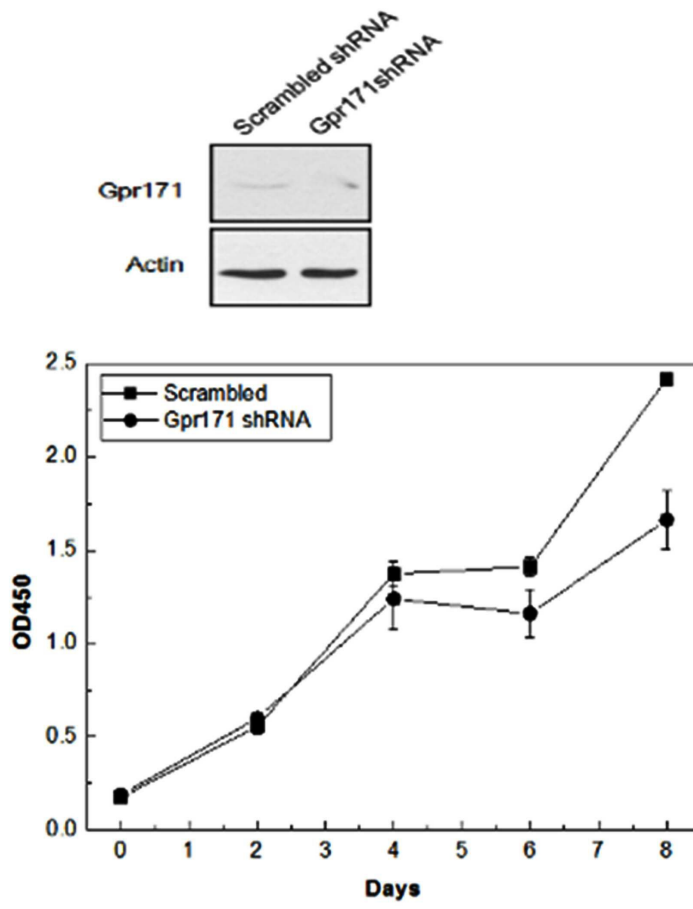 Scrambled shRNA
Gpr171shRNA
Gpr171
Actin
2.5
Scrambled
Gpr171 shRNA
2.0
1.5
OD450
1.0
0.5
0.0
0 1 2 3 4 5 6 7 8
Days